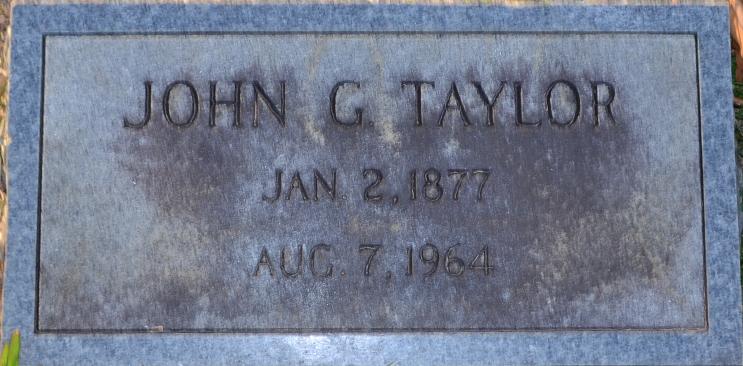 JOHN G. TAYLOR
JAN. 2, 1877
AUG. 7, 1964